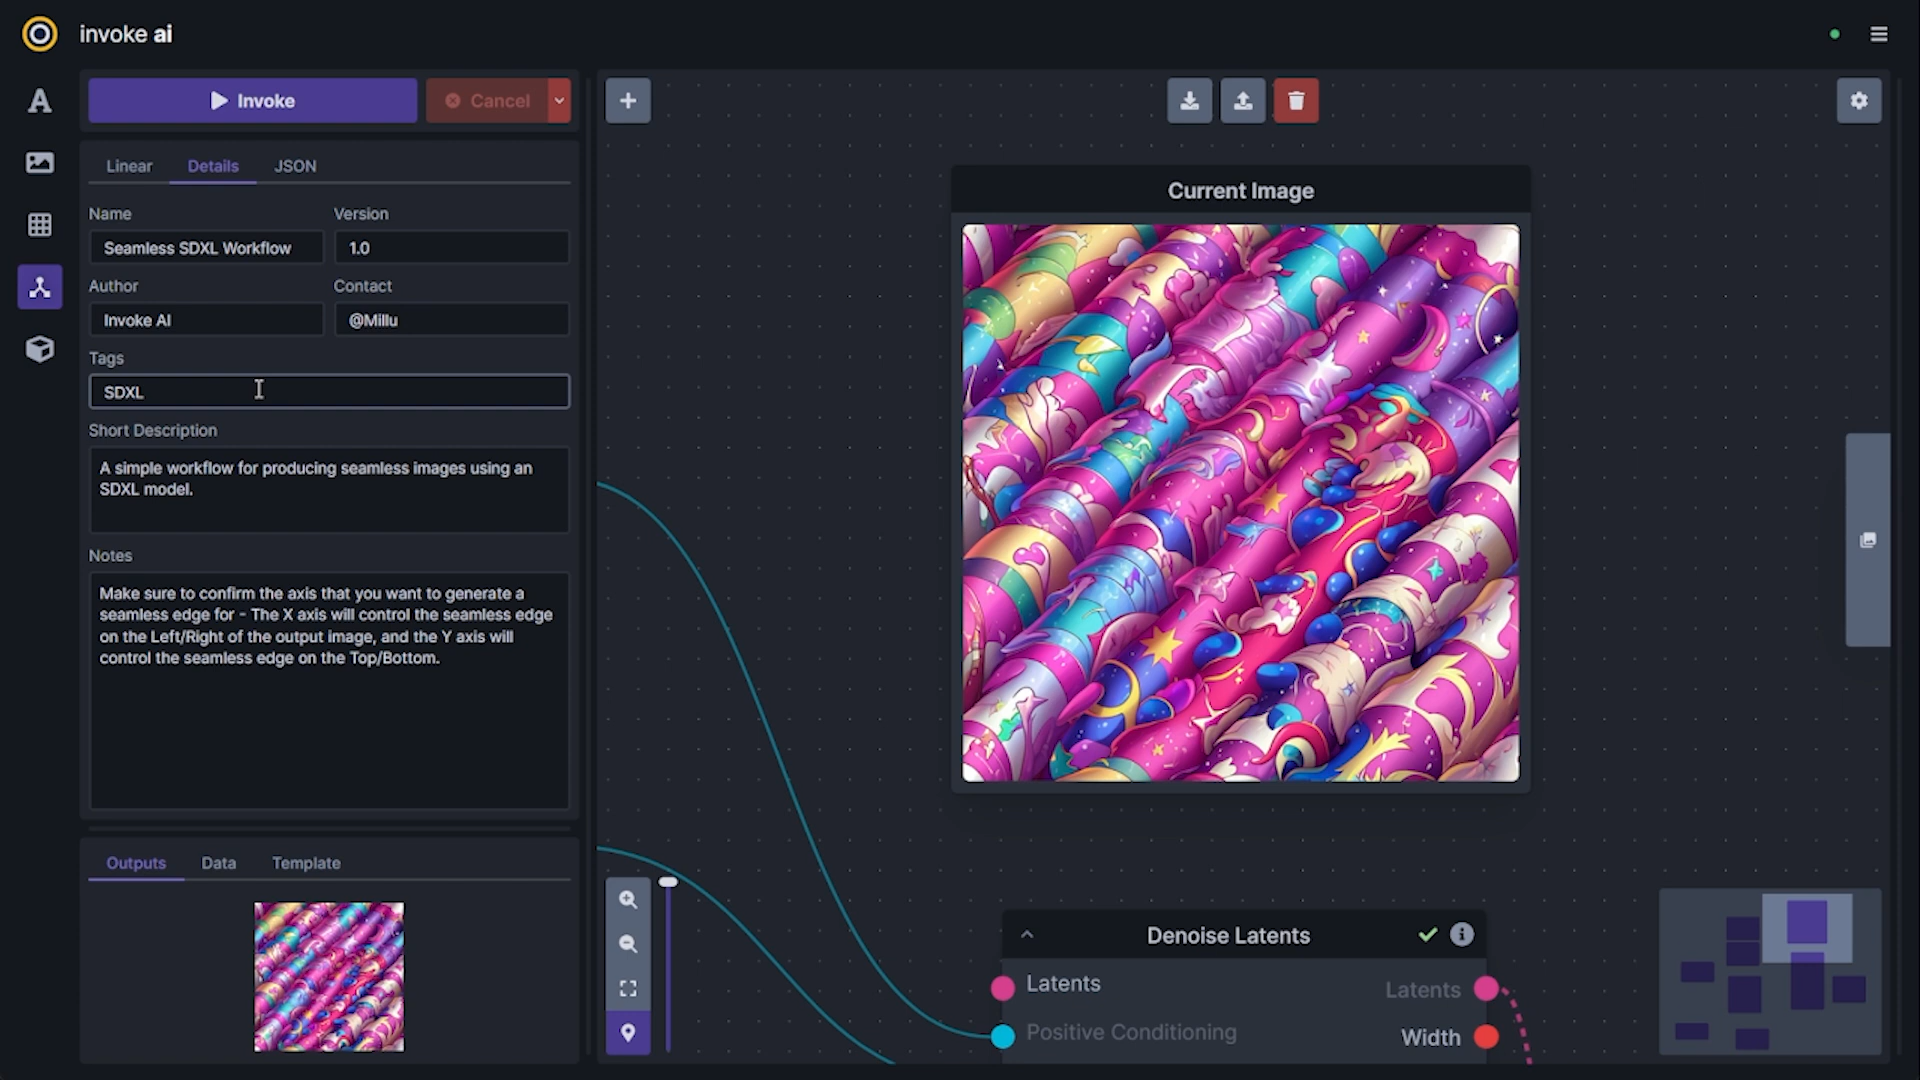 invoke ai
Invoke
Cancel
Linear
Details
JSON
Name
Version
Seamless SDXL Workflow
1.0
Author
Contact
Invoke AI
@Millu
Tags
SDXL
Short Description
A simple workflow for producing seamless images using an
SDXL model.
Notes
Make sure to confirm the axis that you want to generate a
seamless edge for - The X axis will control the seamless edge
on the Left/Right of the output image, and the Y axis will
control the seamless edge on the Top/Bottom.
Outputs
Data
Template
Current Image
Denoise Latents
Latents
Latents
Positive Conditioning
Width